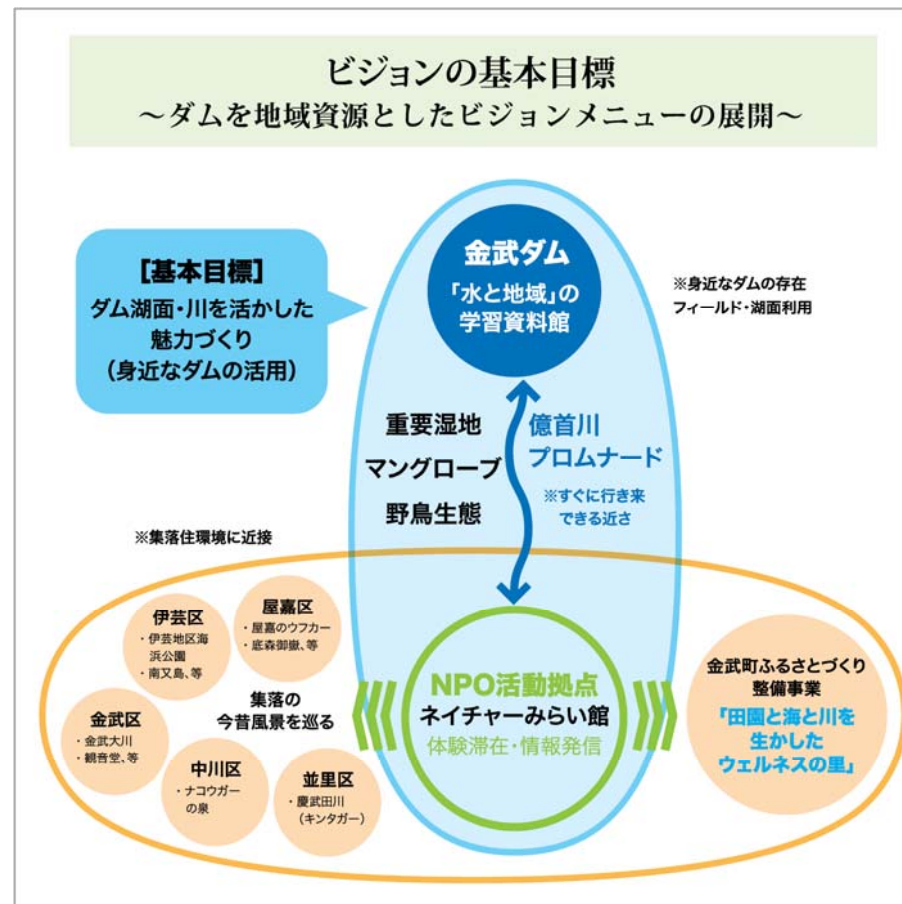 ビジョンの基本目標
～ダムを地域資源としたビジョンメニューの展開～
［基本目標］
ダム湖面・川を活かした
魅力づくり
（身近なダムの活用）
金武ダム
「水と地域」の
学習資料館
※身近なダムの存在
フィールド・湖面利用
重要湿地
マングローブ
野鳥生態
億首川
プロムナード
※すぐに行き来
できる近さ
※集落住環境に近接
伊芸区
・伊芸地区海
浜公園
・南又島、等
屋嘉区
・屋嘉のウフカー
・底森御嶽、等
金武区
・金武大川
・観音堂、等
集落の
今昔風景を巡る
中川区
・ナコウガー
の泉
並里区
・慶武田川
（キンタガー）
NPO活動拠点
ネイチャーみらい館
体験滞在・情報発信
金武町ふるさとづくり
整備事業
「田園と海と川を
生かした
ウェルネスの里」